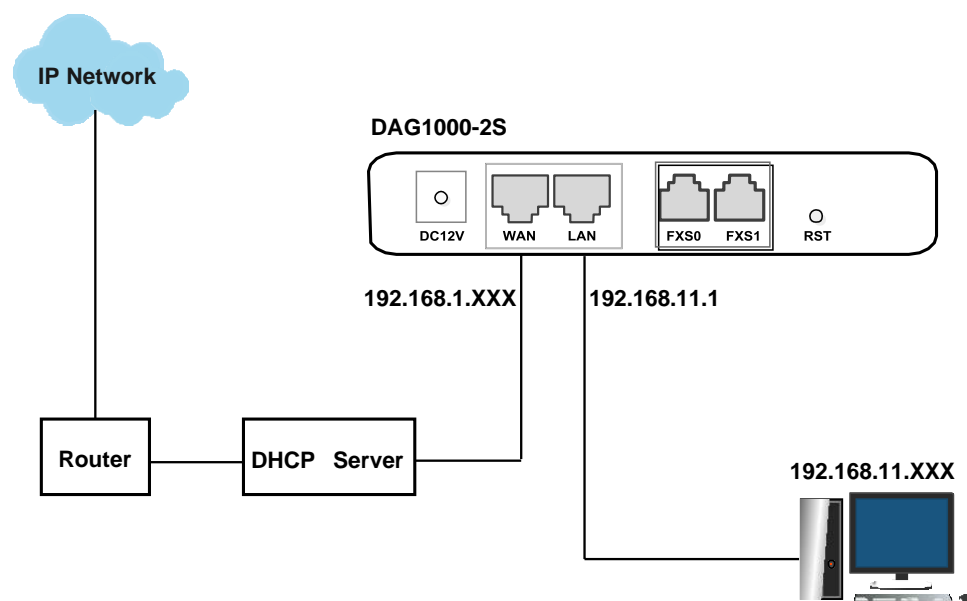 IP Network
DAG1000-2S
DC12V WAN LAN FXS0 FXS1 RST
192.168.1.XXX 192.168.11.1
Router DHCP Server
192.168.11.XXX